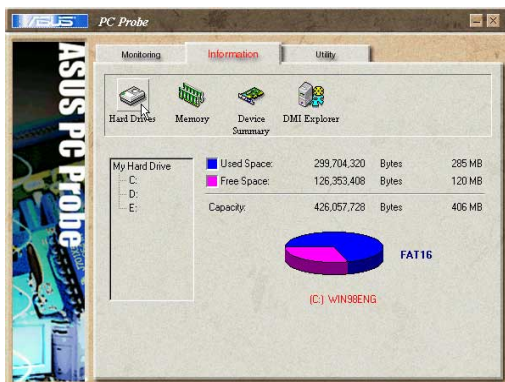 ASUS PC Probe
ASUS PC Probe
Monitoring Information Utility
Hard Drives Memory Device Summary DMI Explorer
My Hard Drive
C:
D:
E:
Used Space: 299,704,320 Bytes 285 MB
Free Space: 126,353,408 Bytes 120 MB
Capacity: 426,057,728 Bytes 406 MB
FAT16
(C:) WIN98ENG